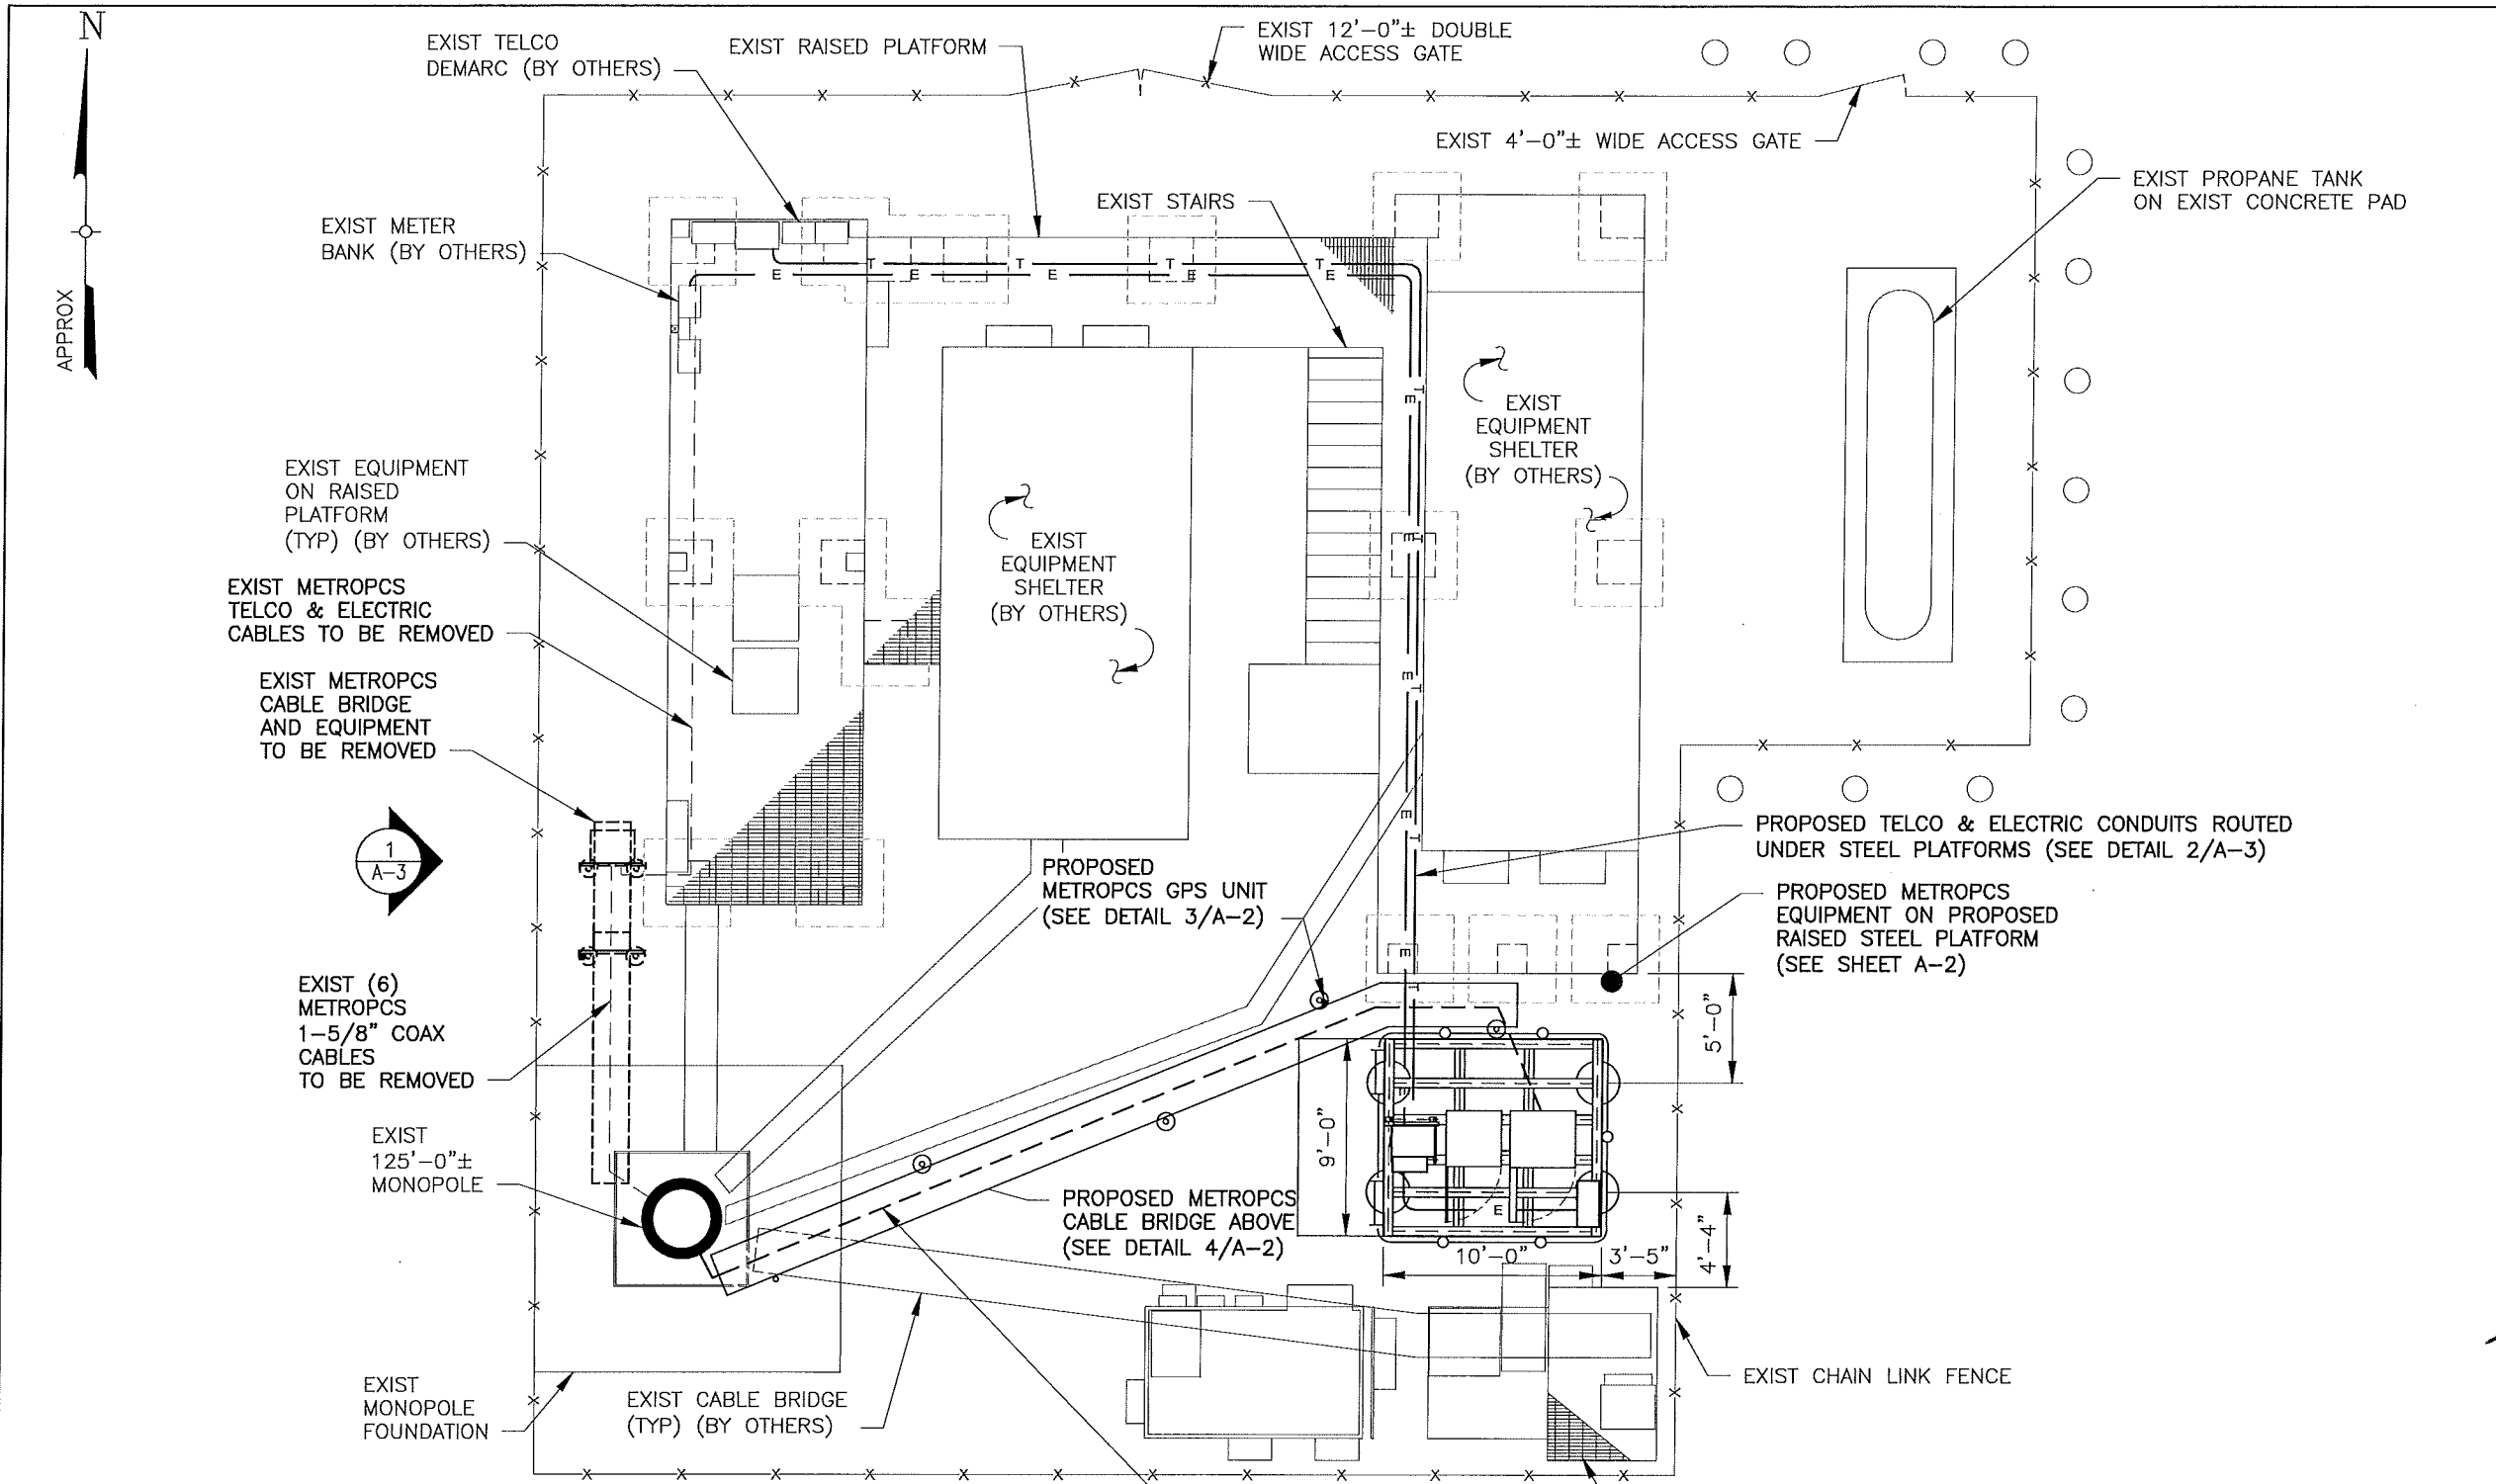 N
APPROX
EXIST TELCO
DEMARC (BY OTHERS)
EXIST RAISED PLATFORM
EXIST 12'-0"± DOUBLE
WIDE ACCESS GATE
EXIST 4'-0"± WIDE ACCESS GATE
EXIST PROPANE TANK
ON EXIST CONCRETE PAD
EXIST STAIRS
EXIST METER
BANK (BY OTHERS)
EXIST
EQUIPMENT
SHELTER
(BY OTHERS)
EXIST EQUIPMENT
ON RAISED
PLATFORM
(TYP) (BY OTHERS)
EXIST
EQUIPMENT
SHELTER
(BY OTHERS)
EXIST METROPCS
TELCO & ELECTRIC
CABLES TO BE REMOVED
EXIST METROPCS
CABLE BRIDGE
AND EQUIPMENT
TO BE REMOVED
1
A-3
PROPOSED TELCO & ELECTRIC CONDUITS ROUTED
UNDER STEEL PLATFORMS (SEE DETAIL 2/A-3)
PROPOSED
METROPCS GPS UNIT
(SEE DETAIL 3/A-2)
PROPOSED METROPCS
EQUIPMENT ON PROPOSED
RAISED STEEL PLATFORM
(SEE SHEET A-2)
EXIST (6)
METROPCS
1-5/8" COAX
CABLES
TO BE REMOVED
5'-0"
9'-0"
EXIST
125'-0"±
MONOPOLE
PROPOSED METROPCS
CABLE BRIDGE ABOVE
(SEE DETAIL 4/A-2)
10'-0"
3'-5"
4'-4"
EXIST
MONOPOLE
FOUNDATION
EXIST CABLE BRIDGE
(TYP) (BY OTHERS)
EXIST CHAIN LINK FENCE